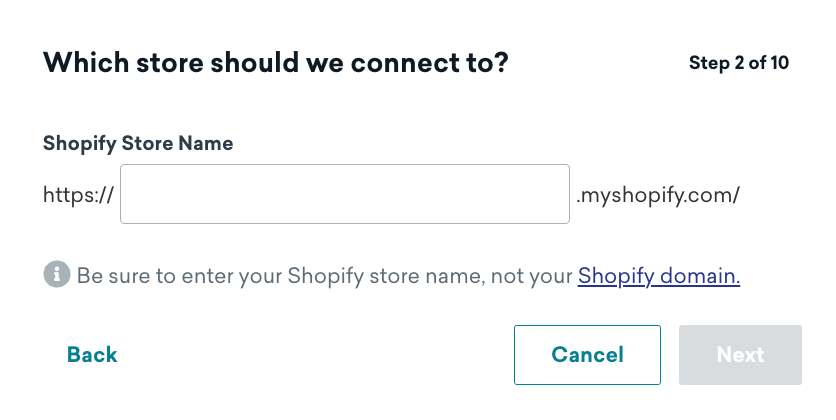 Which store should we connect to?
Step 2 of 10
Shopify Store Name
https:// .myshopify.com/
Be sure to enter your Shopify store name, not your Shopify domain.
Back Cancel Next